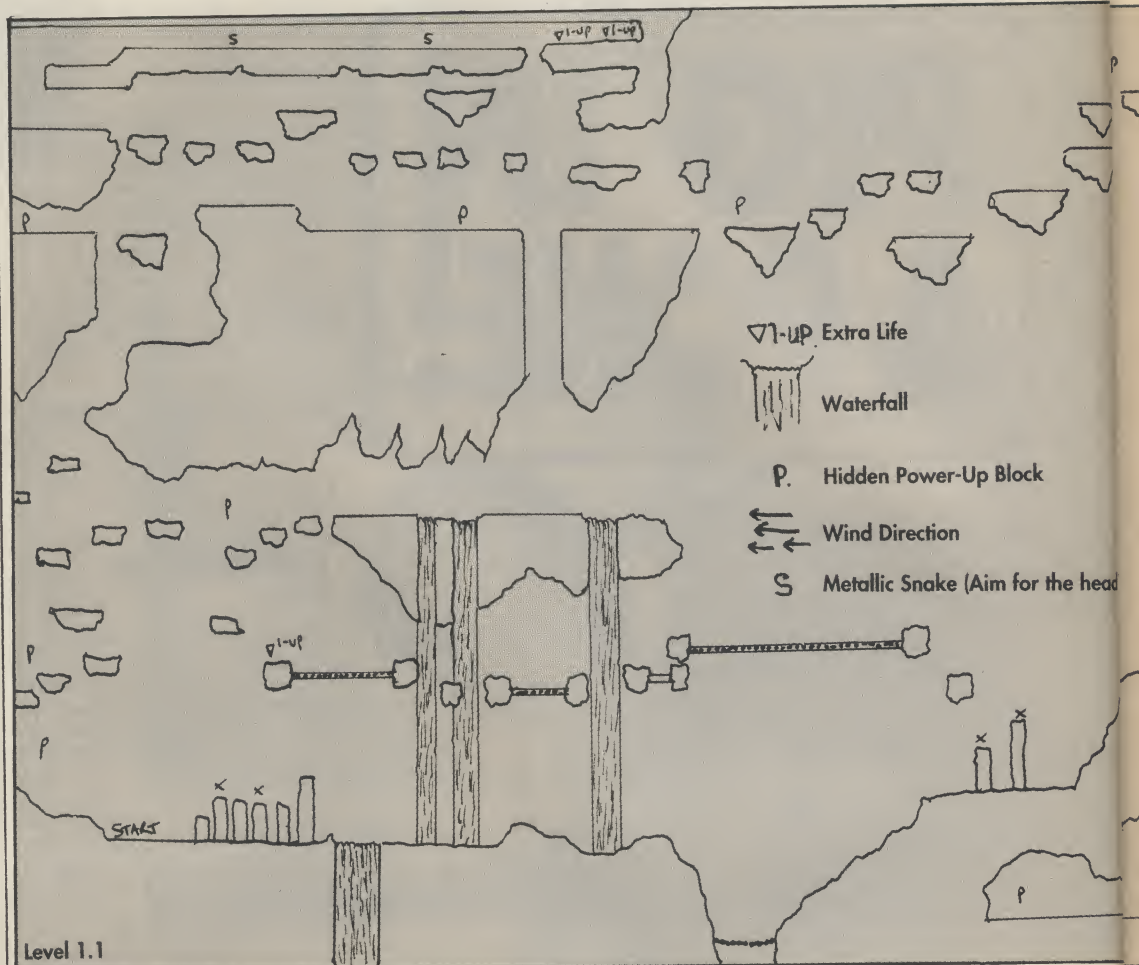 S S ▽1-up ▽1-up
P
P P P
▽1-UP. Extra Life
Waterfall
P. Hidden Power-Up Block
P
Wind Direction
S Metallic Snake (Aim for the head
▽1-up
P
P
x x
x x
START
P
Level 1.1